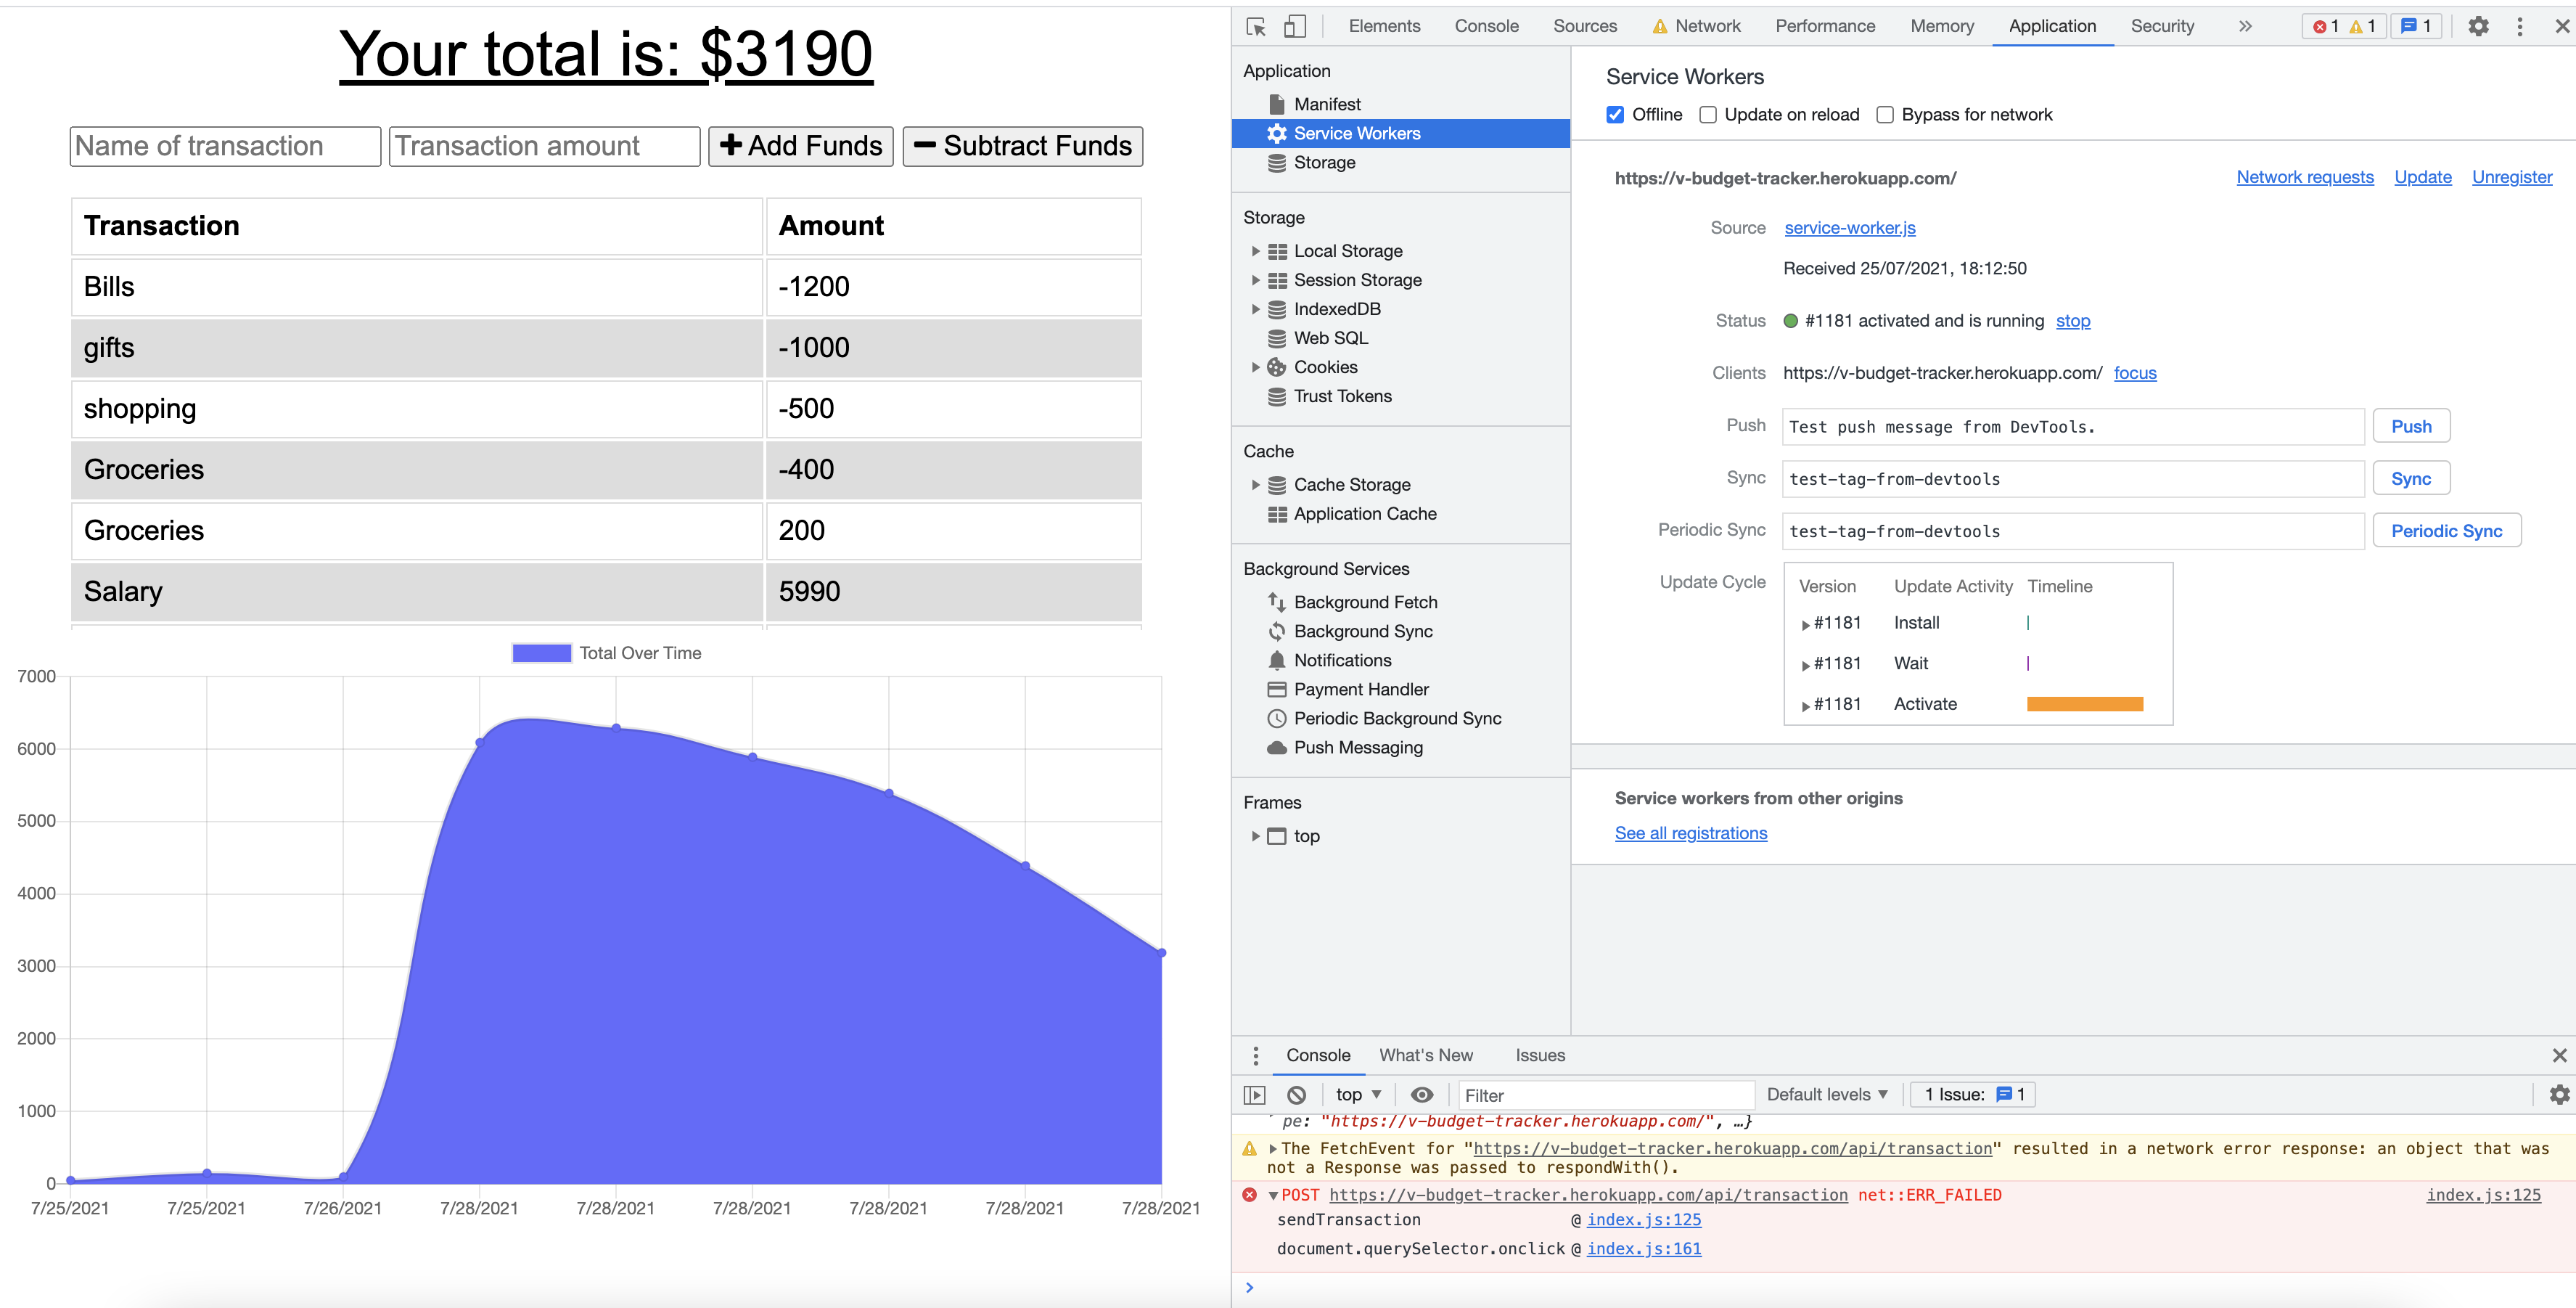 Your total is: $3190
Name of transaction Transaction amount Add Funds Subtract Funds
Transaction Amount
Bills -1200
gifts -1000
shopping -500
Groceries -400
Groceries 200
Salary 5990
Total Over Time
7000
6000
5000
4000
3000
2000
1000
0
7/25/2021 7/25/2021 7/26/2021 7/28/2021 7/28/2021 7/28/2021 7/28/2021 7/28/2021 7/28/2021
Elements Console Sources Network Performance Memory Application Security 1 1 1
Application
Manifest
Service Workers
Storage
Storage
Local Storage
Session Storage
IndexedDB
Web SQL
Cookies
Trust Tokens
Cache
Cache Storage
Application Cache
Background Services
Background Fetch
Background Sync
Notifications
Payment Handler
Periodic Background Sync
Push Messaging
Frames
top
Service Workers
Offline Update on reload Bypass for network
https://v-budget-tracker.herokuapp.com/ Network requests Update Unregister
Source service-worker.js
Received 25/07/2021, 18:12:50
Status #1181 activated and is running stop
Clients https://v-budget-tracker.herokuapp.com/ focus
Push Test push message from DevTools. Push
Sync test-tag-from-devtools Sync
Periodic Sync test-tag-from-devtools Periodic Sync
Update Cycle Version Update Activity Timeline
#1181 Install
#1181 Wait
#1181 Activate
Service workers from other origins
See all registrations
Console What's New Issues
top Filter Default levels 1 Issue: 1
pe: "https://v-budget-tracker.herokuapp.com/", …}
The FetchEvent for "https://v-budget-tracker.herokuapp.com/api/transaction" resulted in a network error response: an object that was
not a Response was passed to respondWith().
POST https://v-budget-tracker.herokuapp.com/api/transaction net::ERR_FAILED index.js:125
sendTransaction @ index.js:125
document.querySelector.onclick @ index.js:161